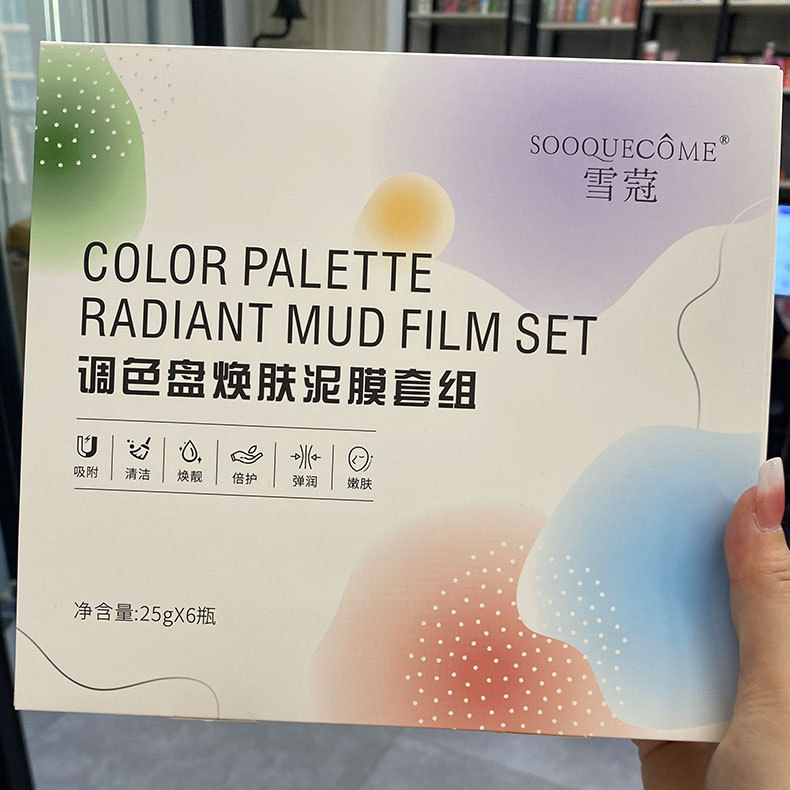 SOOQUECÔME®
雪蔻
COLOR PALETTE
RADIANT MUD FILM SET
调色盘焕肤泥膜套组
吸附 清洁 焕靓 倍护 弹润 嫩肤
净含量:25gX6瓶